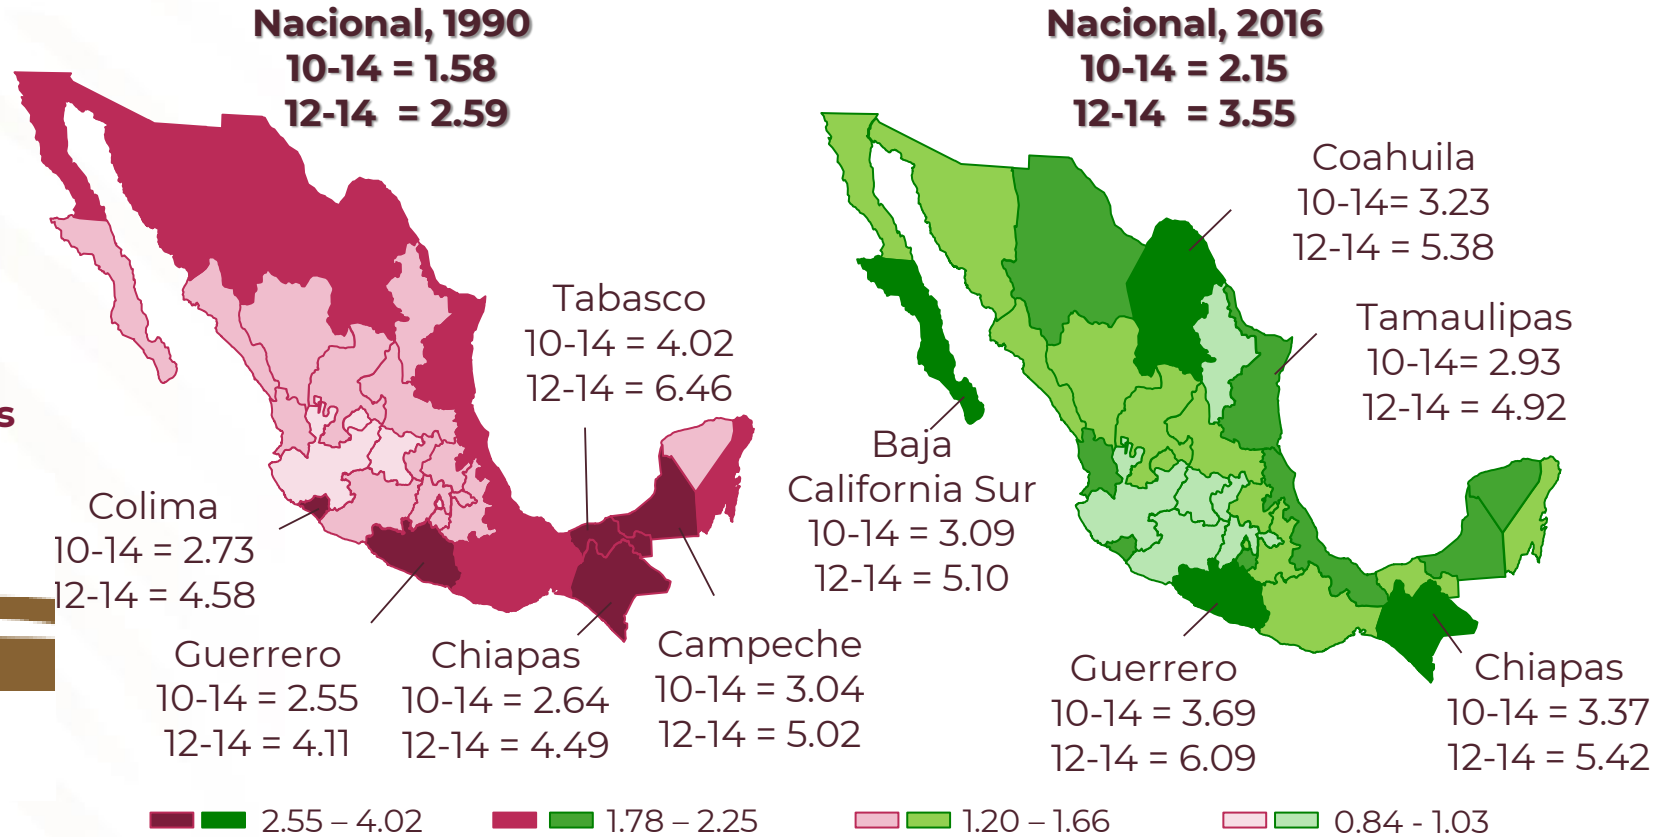 Nacional, 1990
10-14 = 1.58
12-14 = 2.59
Nacional, 2016
10-14 = 2.15
12-14 = 3.55
Coahuila
10-14= 3.23
12-14 = 5.38
Tabasco
10-14 = 4.02
12-14 = 6.46
Tamaulipas
10-14= 2.93
12-14 = 4.92
s
Baja
California Sur
10-14 = 3.09
12-14 = 5.10
Colima
10-14 = 2.73
12-14 = 4.58
Guerrero
10-14 = 2.55
12-14 = 4.11
Chiapas
10-14 = 2.64
12-14 = 4.49
Campeche
10-14 = 3.04
12-14 = 5.02
Guerrero
10-14 = 3.69
12-14 = 6.09
Chiapas
10-14 = 3.37
12-14 = 5.42
2.55 – 4.02
1.78 – 2.25
1.20 – 1.66
0.84 - 1.03